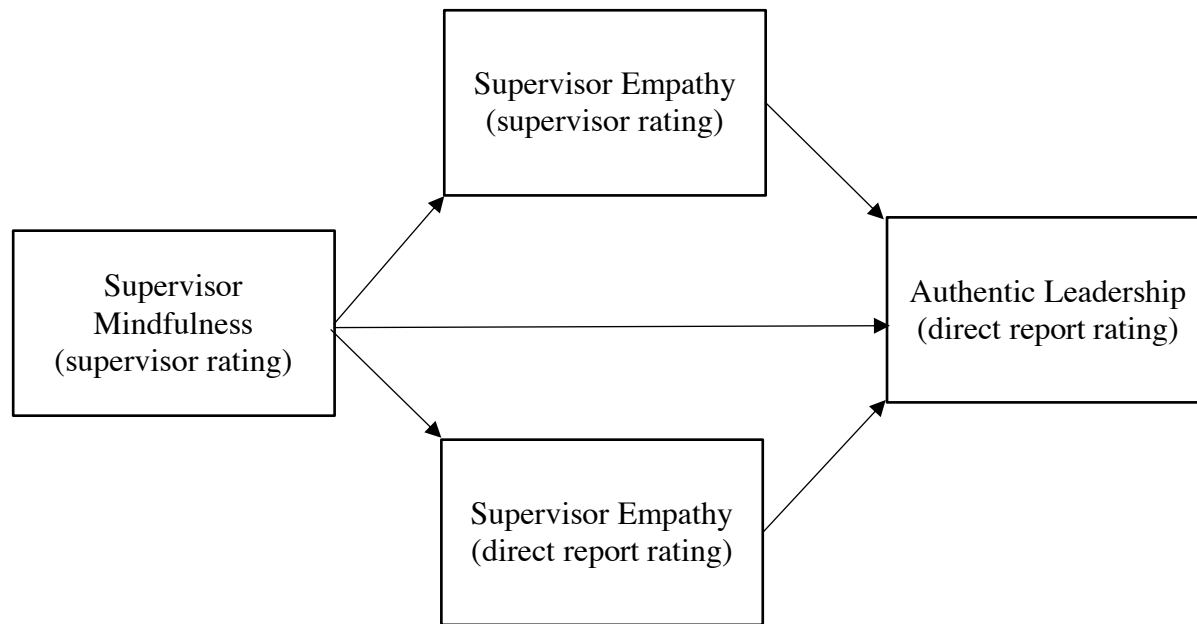 Supervisor Empathy
(supervisor rating)
Supervisor
Mindfulness
(supervisor rating)
Authentic Leadership
(direct report rating)
Supervisor Empathy
(direct report rating)